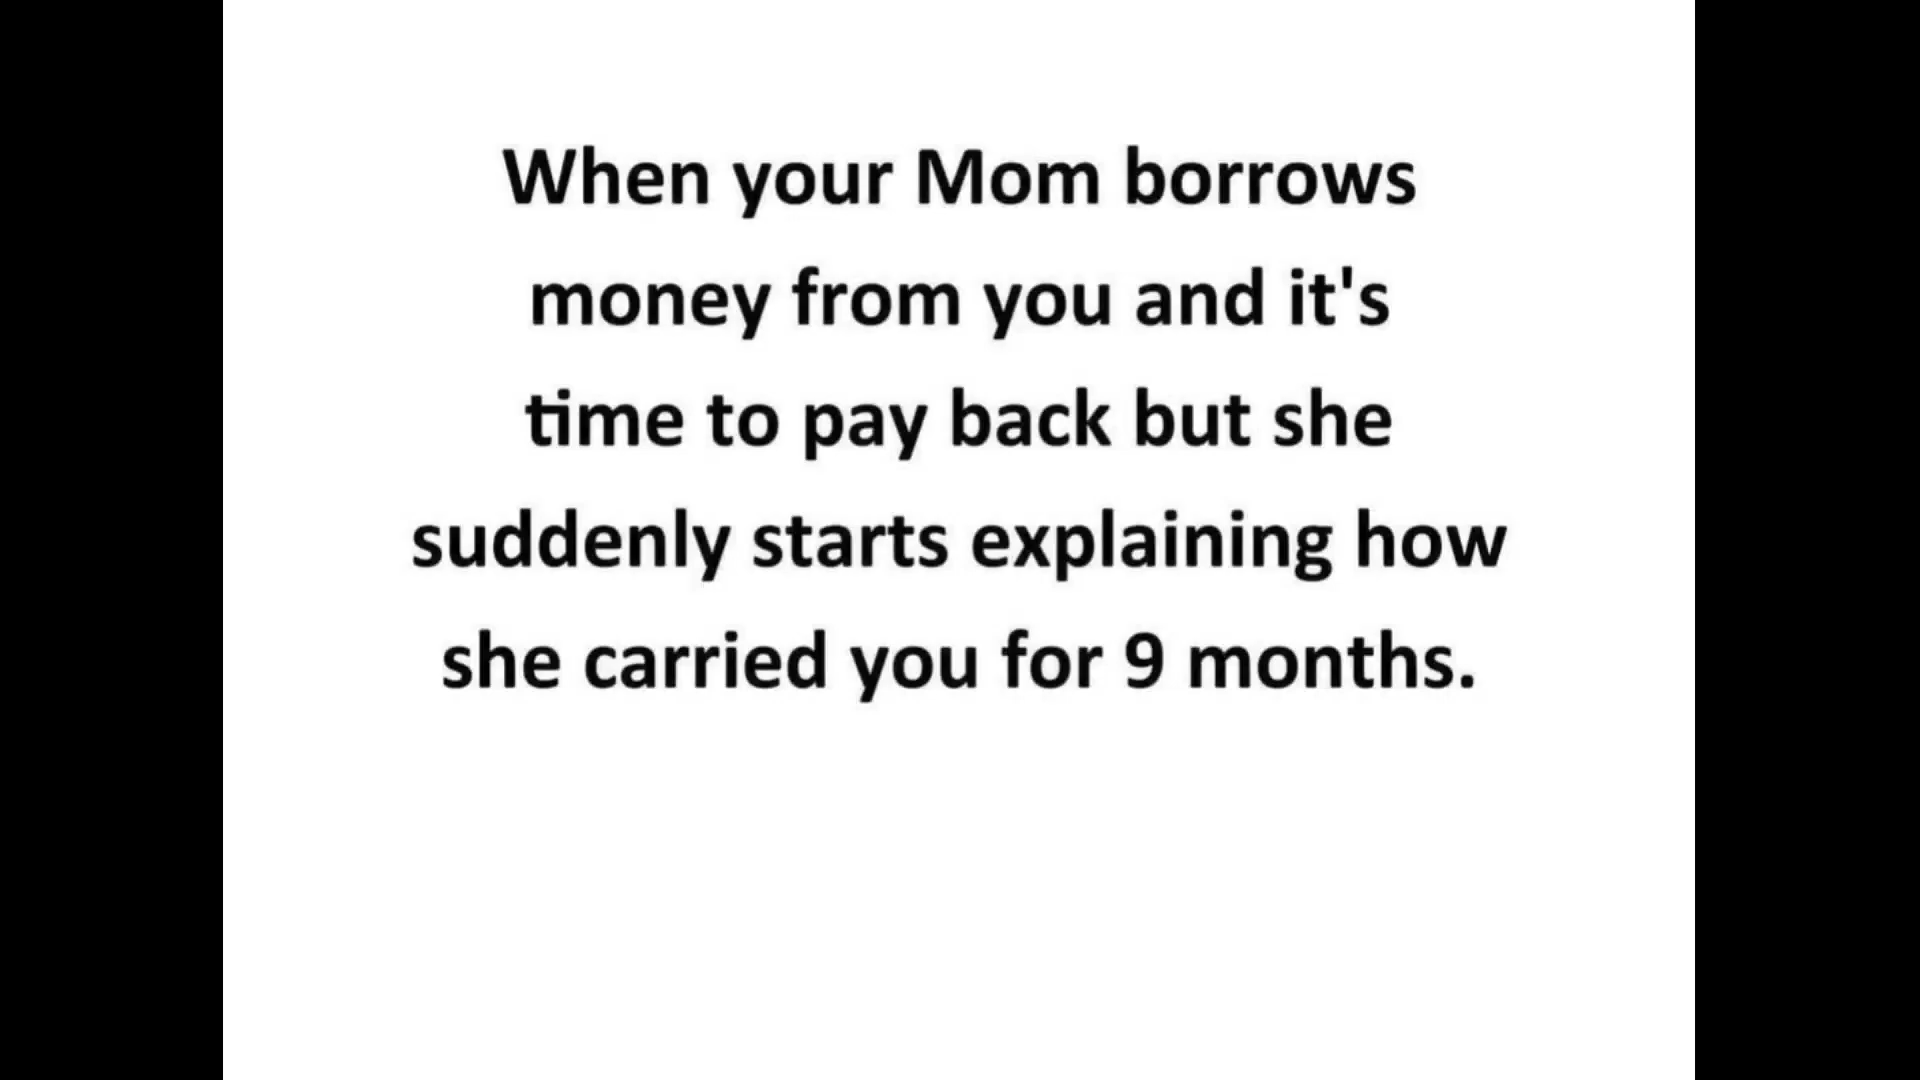 When your Mom borrows
money from you and it's
time to pay back but she
suddenly starts explaining how
she carried you for 9 months.